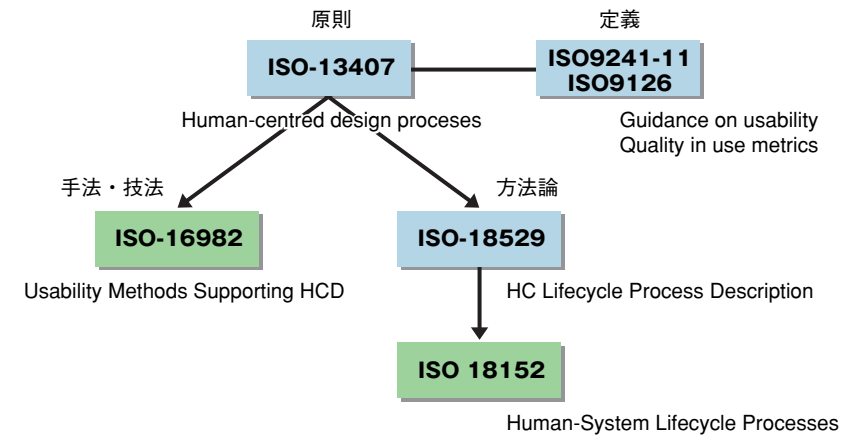 原則
定義
ISO-13407
ISO9241-11
ISO9126
Human-centred design proceses
Guidance on usability
Quality in use metrics
手法・技法
方法論
ISO-16982
ISO-18529
Usability Methods Supporting HCD
HC Lifecycle Process Description
ISO 18152
Human-System Lifecycle Processes